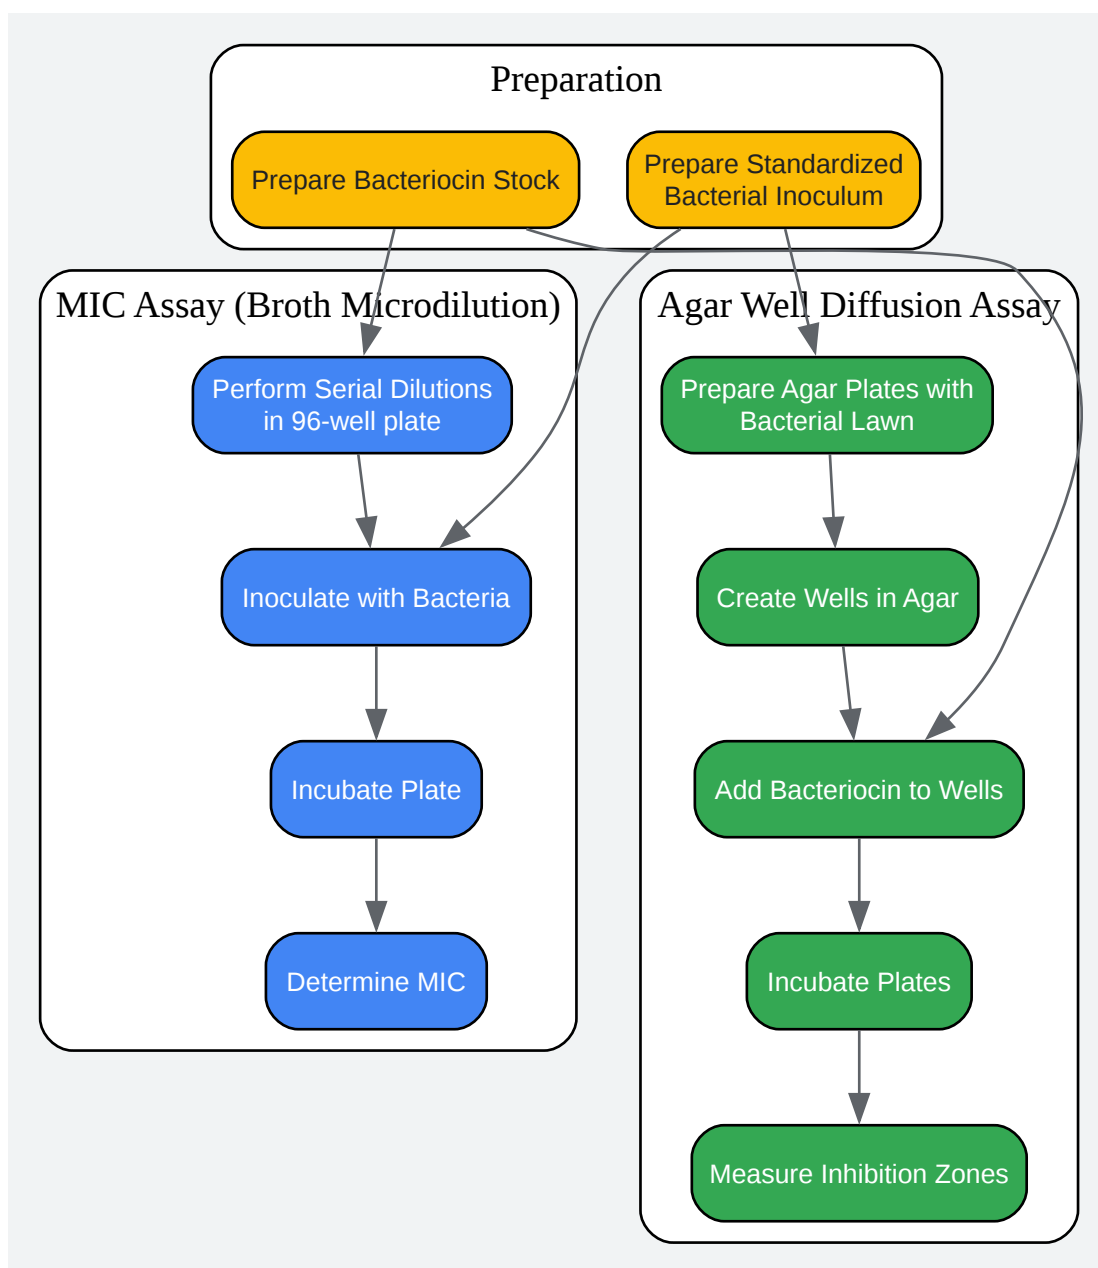 Preparation
Prepare Bacteriocin Stock
Prepare Standardized
Bacterial Inoculum
MIC Assay (Broth Microdilution)
Perform Serial Dilutions
in 96-well plate
Inoculate with Bacteria
Incubate Plate
Determine MIC
Agar Well Diffusion Assay
Prepare Agar Plates with
Bacterial Lawn
Create Wells in Agar
Add Bacteriocin to Wells
Incubate Plates
Measure Inhibition Zones